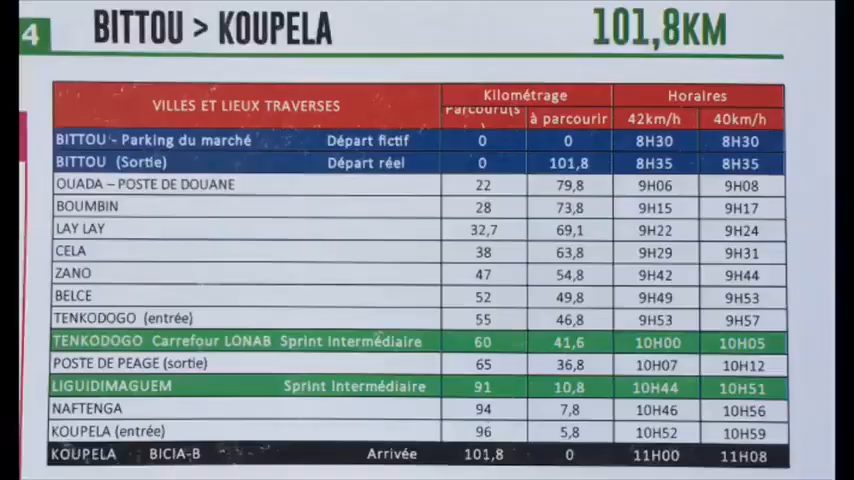 4 BITTOU > KOUPELA 101,8KM
VILLES ET LIEUX TRAVERSES Kilométrage Horaires
Parcouru(s) à parcourir 42km/h 40km/h
BITTOU - Parking du marché Départ fictif 0 0 8H30 8H30
BITTOU (Sortie) Départ réel 0 101,8 8H35 8H35
OUADA – POSTE DE DOUANE 22 79,8 9H06 9H08
BOUMBIN 28 73,8 9H15 9H17
LAY LAY 32,7 69,1 9H22 9H24
CELA 38 63,8 9H29 9H31
ZANO 47 54,8 9H42 9H44
BELCE 52 49,8 9H49 9H53
TENKODOGO (entrée) 55 46,8 9H53 9H57
TENKODOGO Carrefour LONAB Sprint Intermédiaire 60 41,6 10H00 10H05
POSTE DE PEAGE (sortie) 65 36,8 10H07 10H12
LIGUIDIMAGUEM Sprint Intermédiaire 91 10,8 10H44 10H51
NAFTENGA 94 7,8 10H46 10H56
KOUPELA (entrée) 96 5,8 10H52 10H59
KOUPELA BICIA-B Arrivée 101,8 0 11H00 11H08